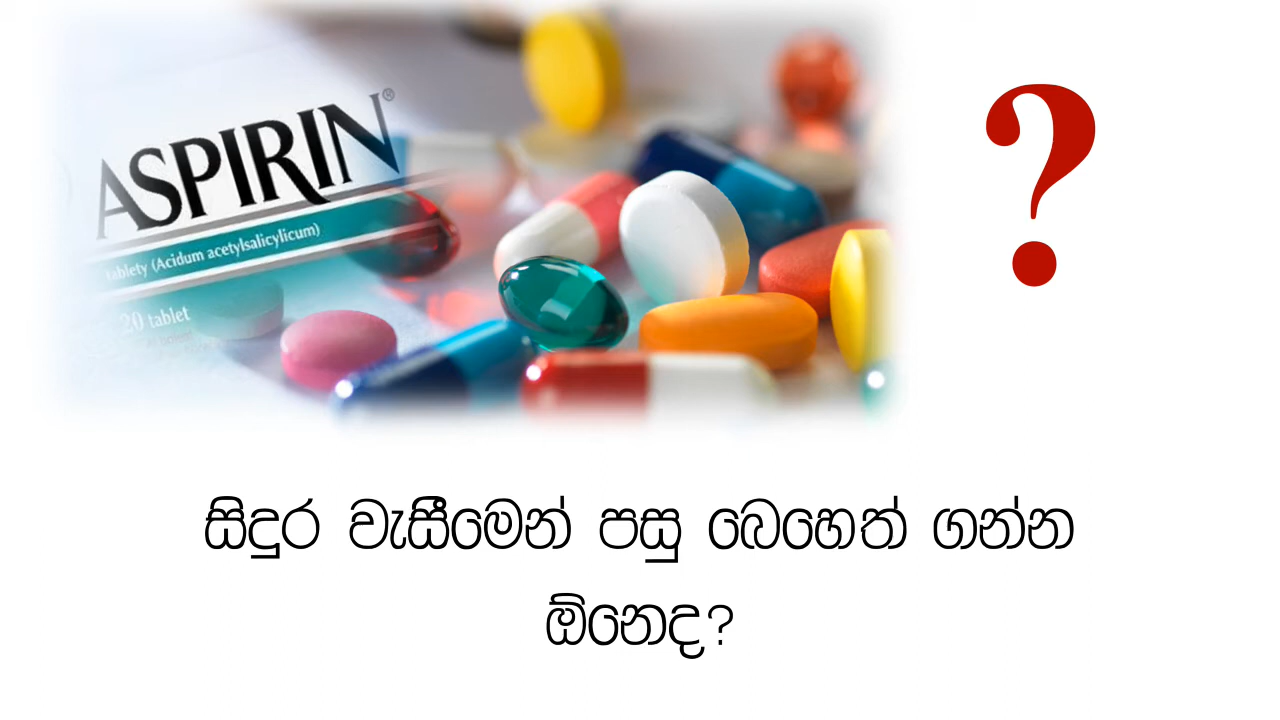 ASPIRIN®
tablety (Acidum acetylsalicylicum)
20 tablet
?
සිදුර වැසීමෙන් පසු බෙහෙත් ගන්න
ඕනෙද?